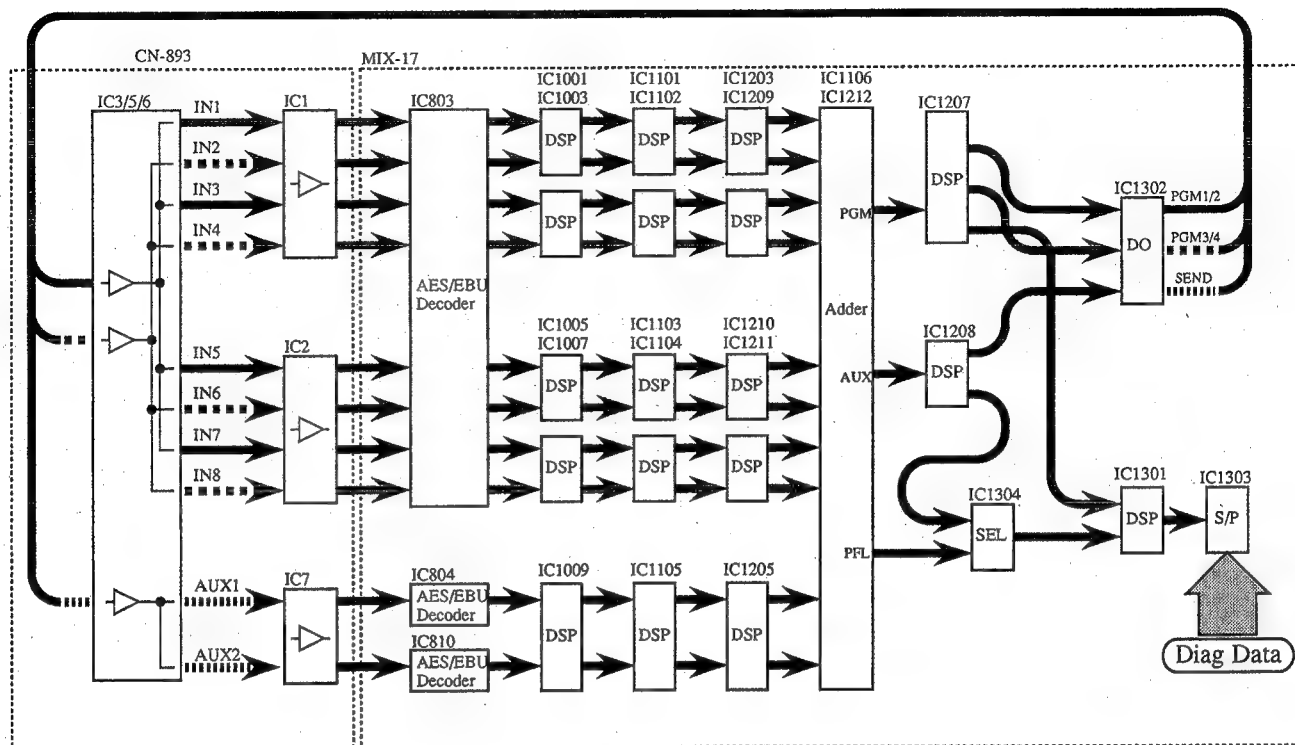 CN-893
MIX-17
IC3/5/6
IN1
IN2
IN3
IN4
IN5
IN6
IN7
IN8
AUX1
AUX2
IC1
IC2
IC7
IC803
AES/EBU
Decoder
IC804
AES/EBU
Decoder
IC810
AES/EBU
Decoder
IC1001
IC1003
DSP
DSP
IC1005
IC1007
DSP
DSP
IC1009
DSP
IC1101
IC1102
DSP
DSP
IC1103
IC1104
DSP
DSP
IC1105
DSP
IC1203
IC1209
DSP
DSP
IC1210
IC1211
DSP
DSP
IC1205
DSP
IC1106
IC1212
PGM
Adder
AUX
PFL
IC1207
DSP
IC1208
DSP
IC1304
SEL
IC1302
DO
PGM1/2
PGM3/4
SEND
IC1301
DSP
IC1303
S/P
Diag Data